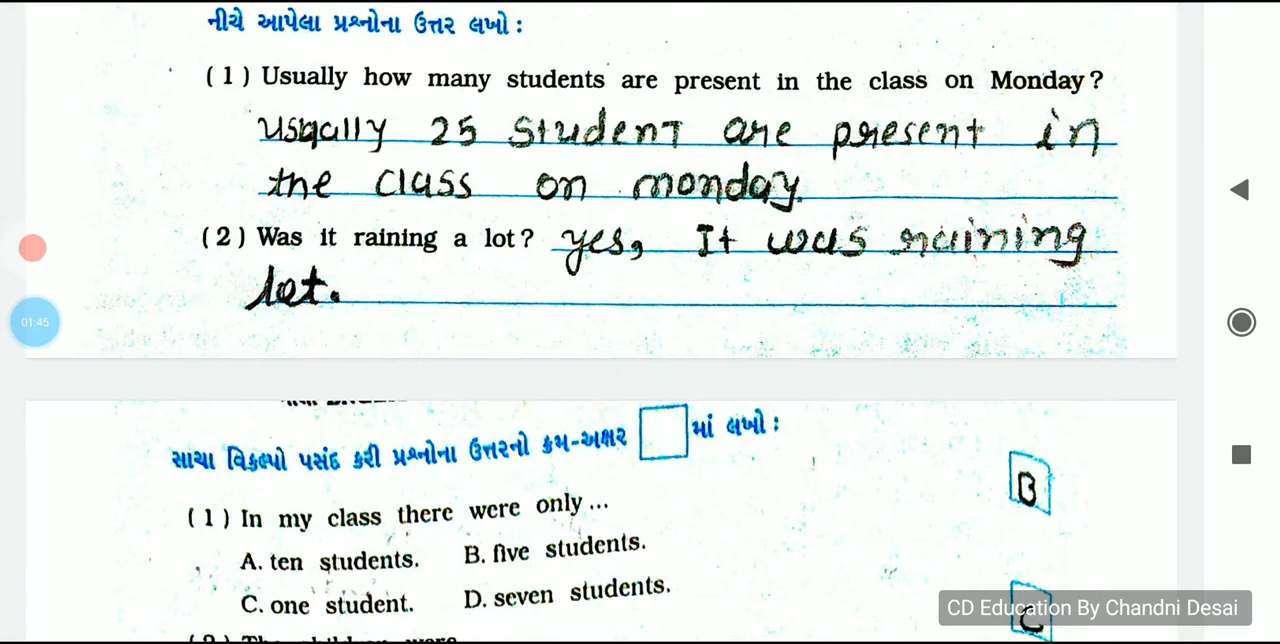 નીચે આપેલા પ્રશ્નોના ઉત્તર લખો :
( 1 ) Usually how many students are present in the class on Monday ?
usually 25 student are present in
the class on monday.
( 2 ) Was it raining a lot ? yes, It was raining
lot.
01:45
સાચા વિકલ્પો પસંદ કરી પ્રશ્નોના ઉત્તરનો ક્રમ-અક્ષર માં લખો :
B
( 1 ) In my class there were only ...
A. ten students. B. five students.
C. one student. D. seven students.
C
CD Education By Chandni Desai